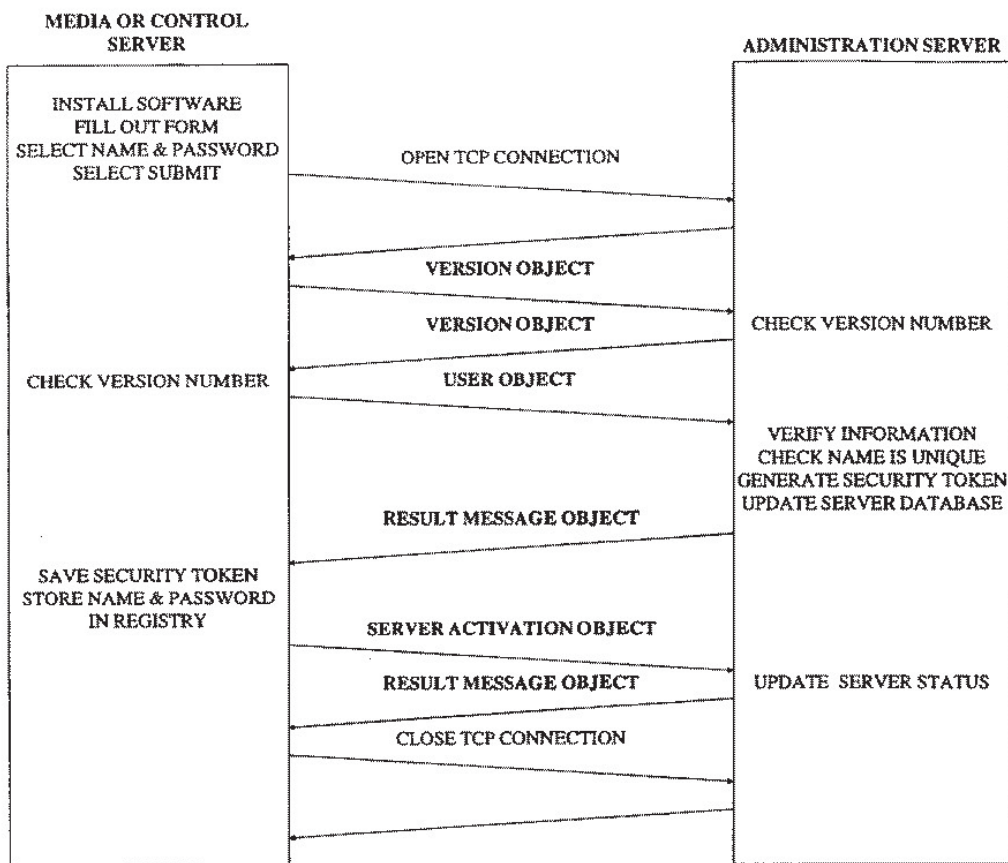 MEDIA OR CONTROL
SERVER
ADMINISTRATION SERVER
INSTALL SOFTWARE
FILL OUT FORM
SELECT NAME & PASSWORD
SELECT SUBMIT
OPEN TCP CONNECTION
VERSION OBJECT
VERSION OBJECT
CHECK VERSION NUMBER
CHECK VERSION NUMBER
USER OBJECT
VERIFY INFORMATION
CHECK NAME IS UNIQUE
GENERATE SECURITY TOKEN
UPDATE SERVER DATABASE
RESULT MESSAGE OBJECT
SAVE SECURITY TOKEN
STORE NAME & PASSWORD
IN REGISTRY
SERVER ACTIVATION OBJECT
RESULT MESSAGE OBJECT
UPDATE SERVER STATUS
CLOSE TCP CONNECTION